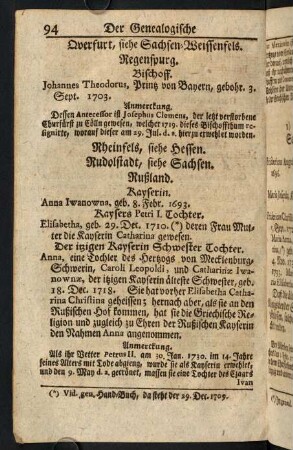 94 Der Genealogische
Querfurt, siehe Sachsen-Weissenfels.
Regenspurg.
Bischoff.
Johannes Theodorus, Printz von Bayern, gebohr. 3.
Sept. 1703.
Anmerckung.
Dessen Antecessor ist Josephus Clemens, der letzt verstorbene
Churfürst zu Cölln gewesen, welcher 1719. dieses Bischoffthum re-
signirte, worauf dieser am 29. Jul. d. a. hierzu erwehlet worden.
Rheinfels, siehe Hessen.
Rudolstadt, siehe Sachsen.
Rußland.
Kayserin.
Anna Iwanowna, geb. 8. Febr. 1693.
Kaysers Petri I. Tochter.
Elisabetha, geb. 29. Dec. 1710. (*) deren Frau Mut-
ter die Kayserin Catharina gewesen.
Der itzigen Kayserin Schwester Tochter.
Anna, eine Tochter des Hertzogs von Mecklenburg-
Schwerin, Caroli Leopoldi, und Catharinæ Iwa-
nownæ, der itzigen Kayserin älteste Schwester, geb.
18. Dec. 1718. Sie hat vorher Elisabetha Catha-
rina Christina geheissen; hernach aber, als sie an den
Rußischen Hof kommen, hat sie die Griechische Re-
ligion und zugleich zu Ehren der Rußischen Kayserin
den Nahmen Anna angenommen.
Anmerckung.
Als ihr Vetter Petrus II. am 30. Jan. 1730. im 14. Jahre
seines Alters mit Tode abgieng, wurde sie als Kayserin erwehlet,
und den 9. May d. a. gecrönet, massen sie eine Tochter des Czaars
Ivan
(*) Vid. gen. Hand-Buch, da steht der 29. Dec. 1709.